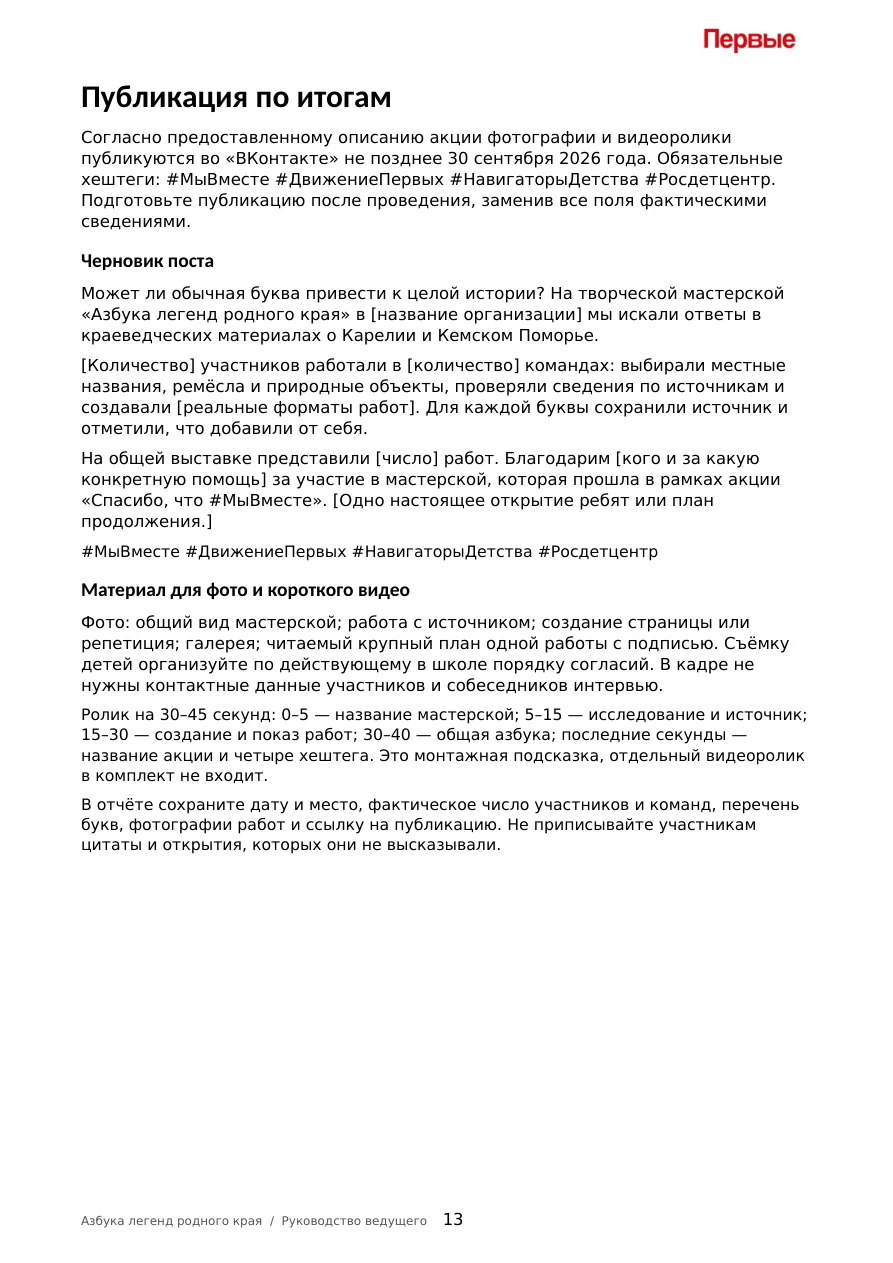 Первые
Публикация по итогам
Согласно предоставленному описанию акции фотографии и видеоролики
публикуются во «ВКонтакте» не позднее 30 сентября 2026 года. Обязательные
хештеги: #МыВместе #ДвижениеПервых #НавигаторыДетства #Росдетцентр.
Подготовьте публикацию после проведения, заменив все поля фактическими
сведениями.
Черновик поста
Может ли обычная буква привести к целой истории? На творческой мастерской
«Азбука легенд родного края» в [название организации] мы искали ответы в
краеведческих материалах о Карелии и Кемском Поморье.
[Количество] участников работали в [количество] командах: выбирали местные
названия, ремёсла и природные объекты, проверяли сведения по источникам и
создавали [реальные форматы работ]. Для каждой буквы сохранили источник и
отметили, что добавили от себя.
На общей выставке представили [число] работ. Благодарим [кого и за какую
конкретную помощь] за участие в мастерской, которая прошла в рамках акции
«Спасибо, что #МыВместе». [Одно настоящее открытие ребят или план
продолжения.]
#МыВместе #ДвижениеПервых #НавигаторыДетства #Росдетцентр
Материал для фото и короткого видео
Фото: общий вид мастерской; работа с источником; создание страницы или
репетиция; галерея; читаемый крупный план одной работы с подписью. Съёмку
детей организуйте по действующему в школе порядку согласий. В кадре не
нужны контактные данные участников и собеседников интервью.
Ролик на 30–45 секунд: 0–5 — название мастерской; 5–15 — исследование и источник;
15–30 — создание и показ работ; 30–40 — общая азбука; последние секунды —
название акции и четыре хештега. Это монтажная подсказка, отдельный видеоролик
в комплект не входит.
В отчёте сохраните дату и место, фактическое число участников и команд, перечень
букв, фотографии работ и ссылку на публикацию. Не приписывайте участникам
цитаты и открытия, которых они не высказывали.
Азбука легенд родного края / Руководство ведущего 13